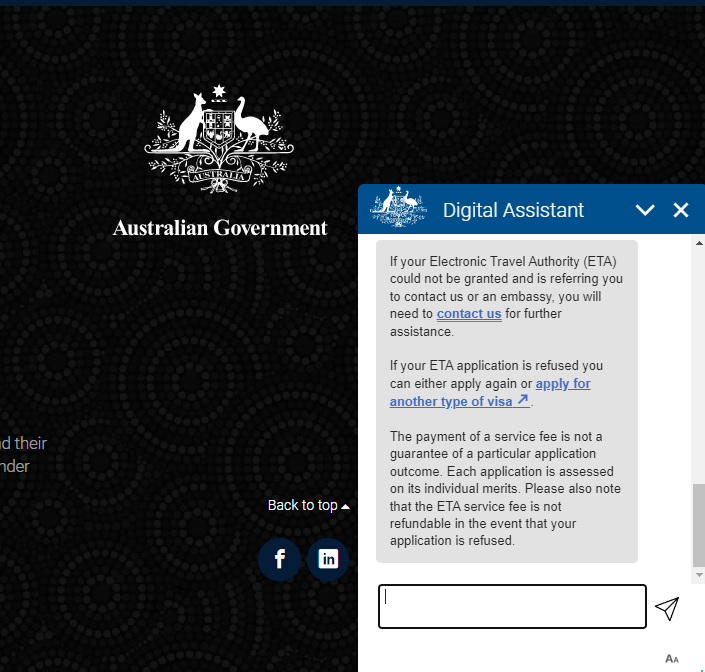 AUSTRALIA
Australian Government
d their
nder
Back to top
f
in
Digital Assistant
If your Electronic Travel Authority (ETA)
could not be granted and is referring you
to contact us or an embassy, you will
need to contact us for further
assistance.
If your ETA application is refused you
can either apply again or apply for
another type of visa .
The payment of a service fee is not a
guarantee of a particular application
outcome. Each application is assessed
on its individual merits. Please also note
that the ETA service fee is not
refundable in the event that your
application is refused.
AA